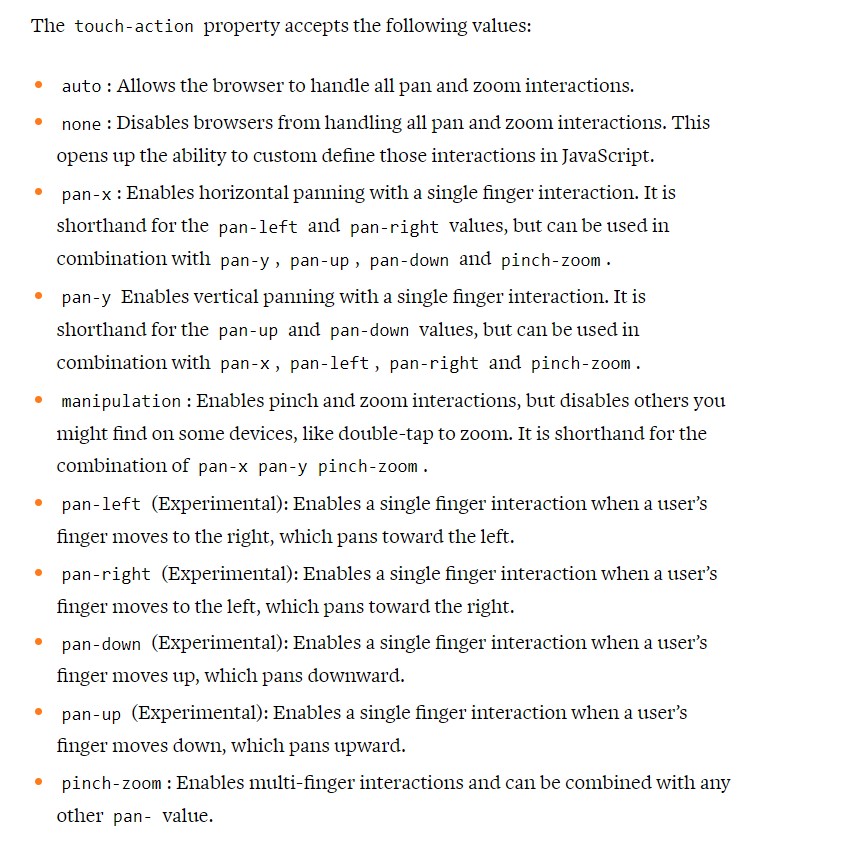 The touch-action property accepts the following values:
auto : Allows the browser to handle all pan and zoom interactions.
none : Disables browsers from handling all pan and zoom interactions. This
opens up the ability to custom define those interactions in JavaScript.
pan-x : Enables horizontal panning with a single finger interaction. It is
shorthand for the pan-left and pan-right values, but can be used in
combination with pan-y , pan-up , pan-down and pinch-zoom .
pan-y Enables vertical panning with a single finger interaction. It is
shorthand for the pan-up and pan-down values, but can be used in
combination with pan-x , pan-left , pan-right and pinch-zoom .
manipulation : Enables pinch and zoom interactions, but disables others you
might find on some devices, like double-tap to zoom. It is shorthand for the
combination of pan-x pan-y pinch-zoom .
pan-left (Experimental): Enables a single finger interaction when a user’s
finger moves to the right, which pans toward the left.
pan-right (Experimental): Enables a single finger interaction when a user’s
finger moves to the left, which pans toward the right.
pan-down (Experimental): Enables a single finger interaction when a user’s
finger moves up, which pans downward.
pan-up (Experimental): Enables a single finger interaction when a user’s
finger moves down, which pans upward.
pinch-zoom : Enables multi-finger interactions and can be combined with any
other pan- value.